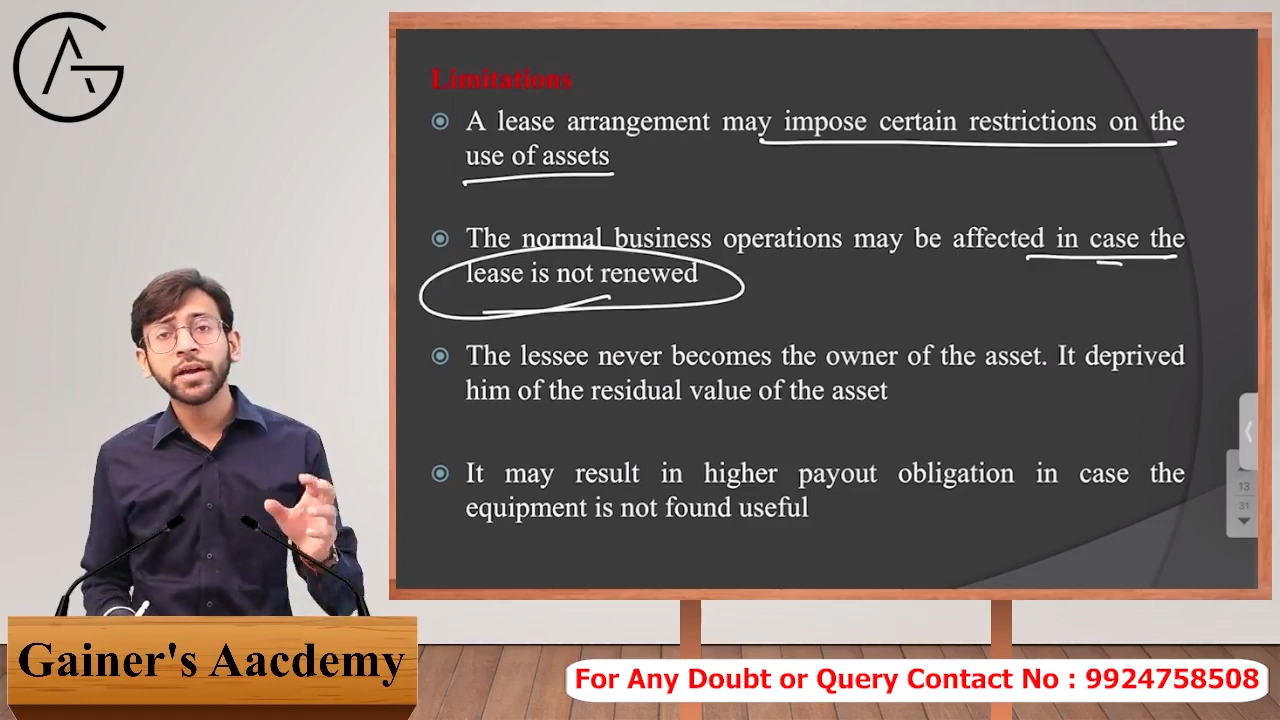 AG
Limitations
A lease arrangement may impose certain restrictions on the
use of assets
The normal business operations may be affected in case the
lease is not renewed
The lessee never becomes the owner of the asset. It deprived
him of the residual value of the asset
It may result in higher payout obligation in case the
equipment is not found useful
13
31
Gainer's Aacdemy
For Any Doubt or Query Contact No : 9924758508